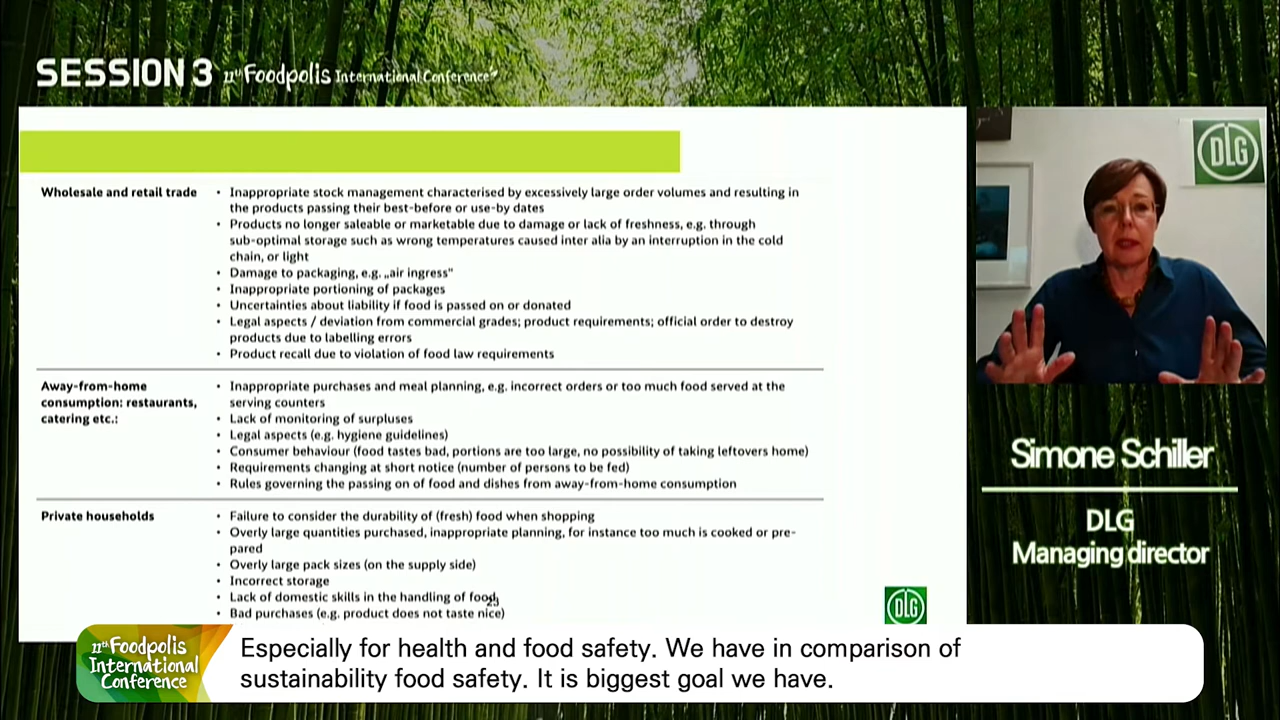 SESSION 3 11th Foodpolis International Conference
DLG
Wholesale and retail trade
• Inappropriate stock management characterised by excessively large order volumes and resulting in
the products passing their best-before or use-by dates
• Products no longer saleable or marketable due to damage or lack of freshness, e.g. through
sub-optimal storage such as wrong temperatures caused inter alia by an interruption in the cold
chain, or light
• Damage to packaging, e.g. „air ingress"
• Inappropriate portioning of packages
• Uncertainties about liability if food is passed on or donated
• Legal aspects / deviation from commercial grades; product requirements; official order to destroy
products due to labelling errors
• Product recall due to violation of food law requirements
Away-from-home
consumption: restaurants,
catering etc.:
• Inappropriate purchases and meal planning, e.g. incorrect orders or too much food served at the
serving counters
• Lack of monitoring of surpluses
• Legal aspects (e.g. hygiene guidelines)
• Consumer behaviour (food tastes bad, portions are too large, no possibility of taking leftovers home)
• Requirements changing at short notice (number of persons to be fed)
• Rules governing the passing on of food and dishes from away-from-home consumption
Private households
• Failure to consider the durability of (fresh) food when shopping
• Overly large quantities purchased, inappropriate planning, for instance too much is cooked or pre-
pared
• Overly large pack sizes (on the supply side)
• Incorrect storage
• Lack of domestic skills in the handling of food
• Bad purchases (e.g. product does not taste nice)
DLG
Simone Schiller
DLG
Managing director
11th Foodpolis
International
Conference
Especially for health and food safety. We have in comparison of
sustainability food safety. It is biggest goal we have.